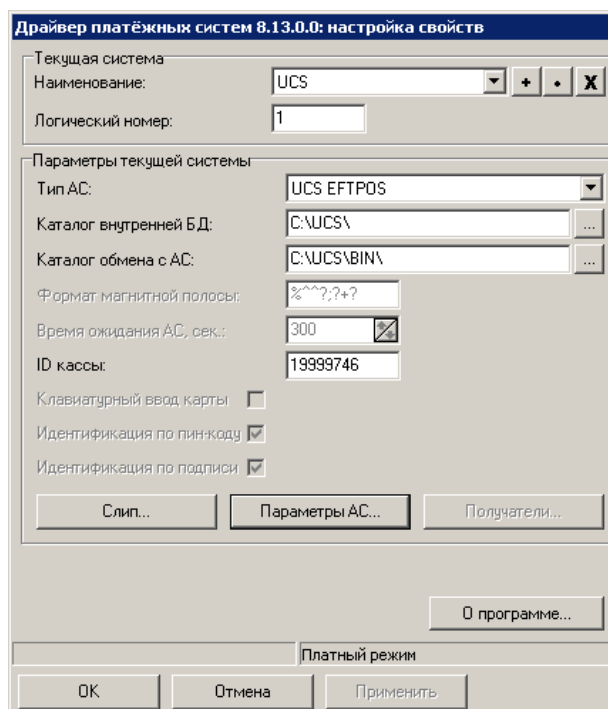 Драйвер платёжных систем 8.13.0.0: настройка свойств
Текущая система
Наименование: UCS + • X
Логический номер: 1
Параметры текущей системы
Тип АС: UCS EFTPOS
Каталог внутренней БД: C:\UCS\ ...
Каталог обмена с АС: C:\UCS\BIN\ ...
Формат магнитной полосы: %^^?;?+?
Время ожидания АС, сек.: 300
ID кассы: 19999746
Клавиатурный ввод карты
Идентификация по пин-коду
Идентификация по подписи
Слип... Параметры АС... Получатели...
О программе...
Платный режим
OK Отмена Применить